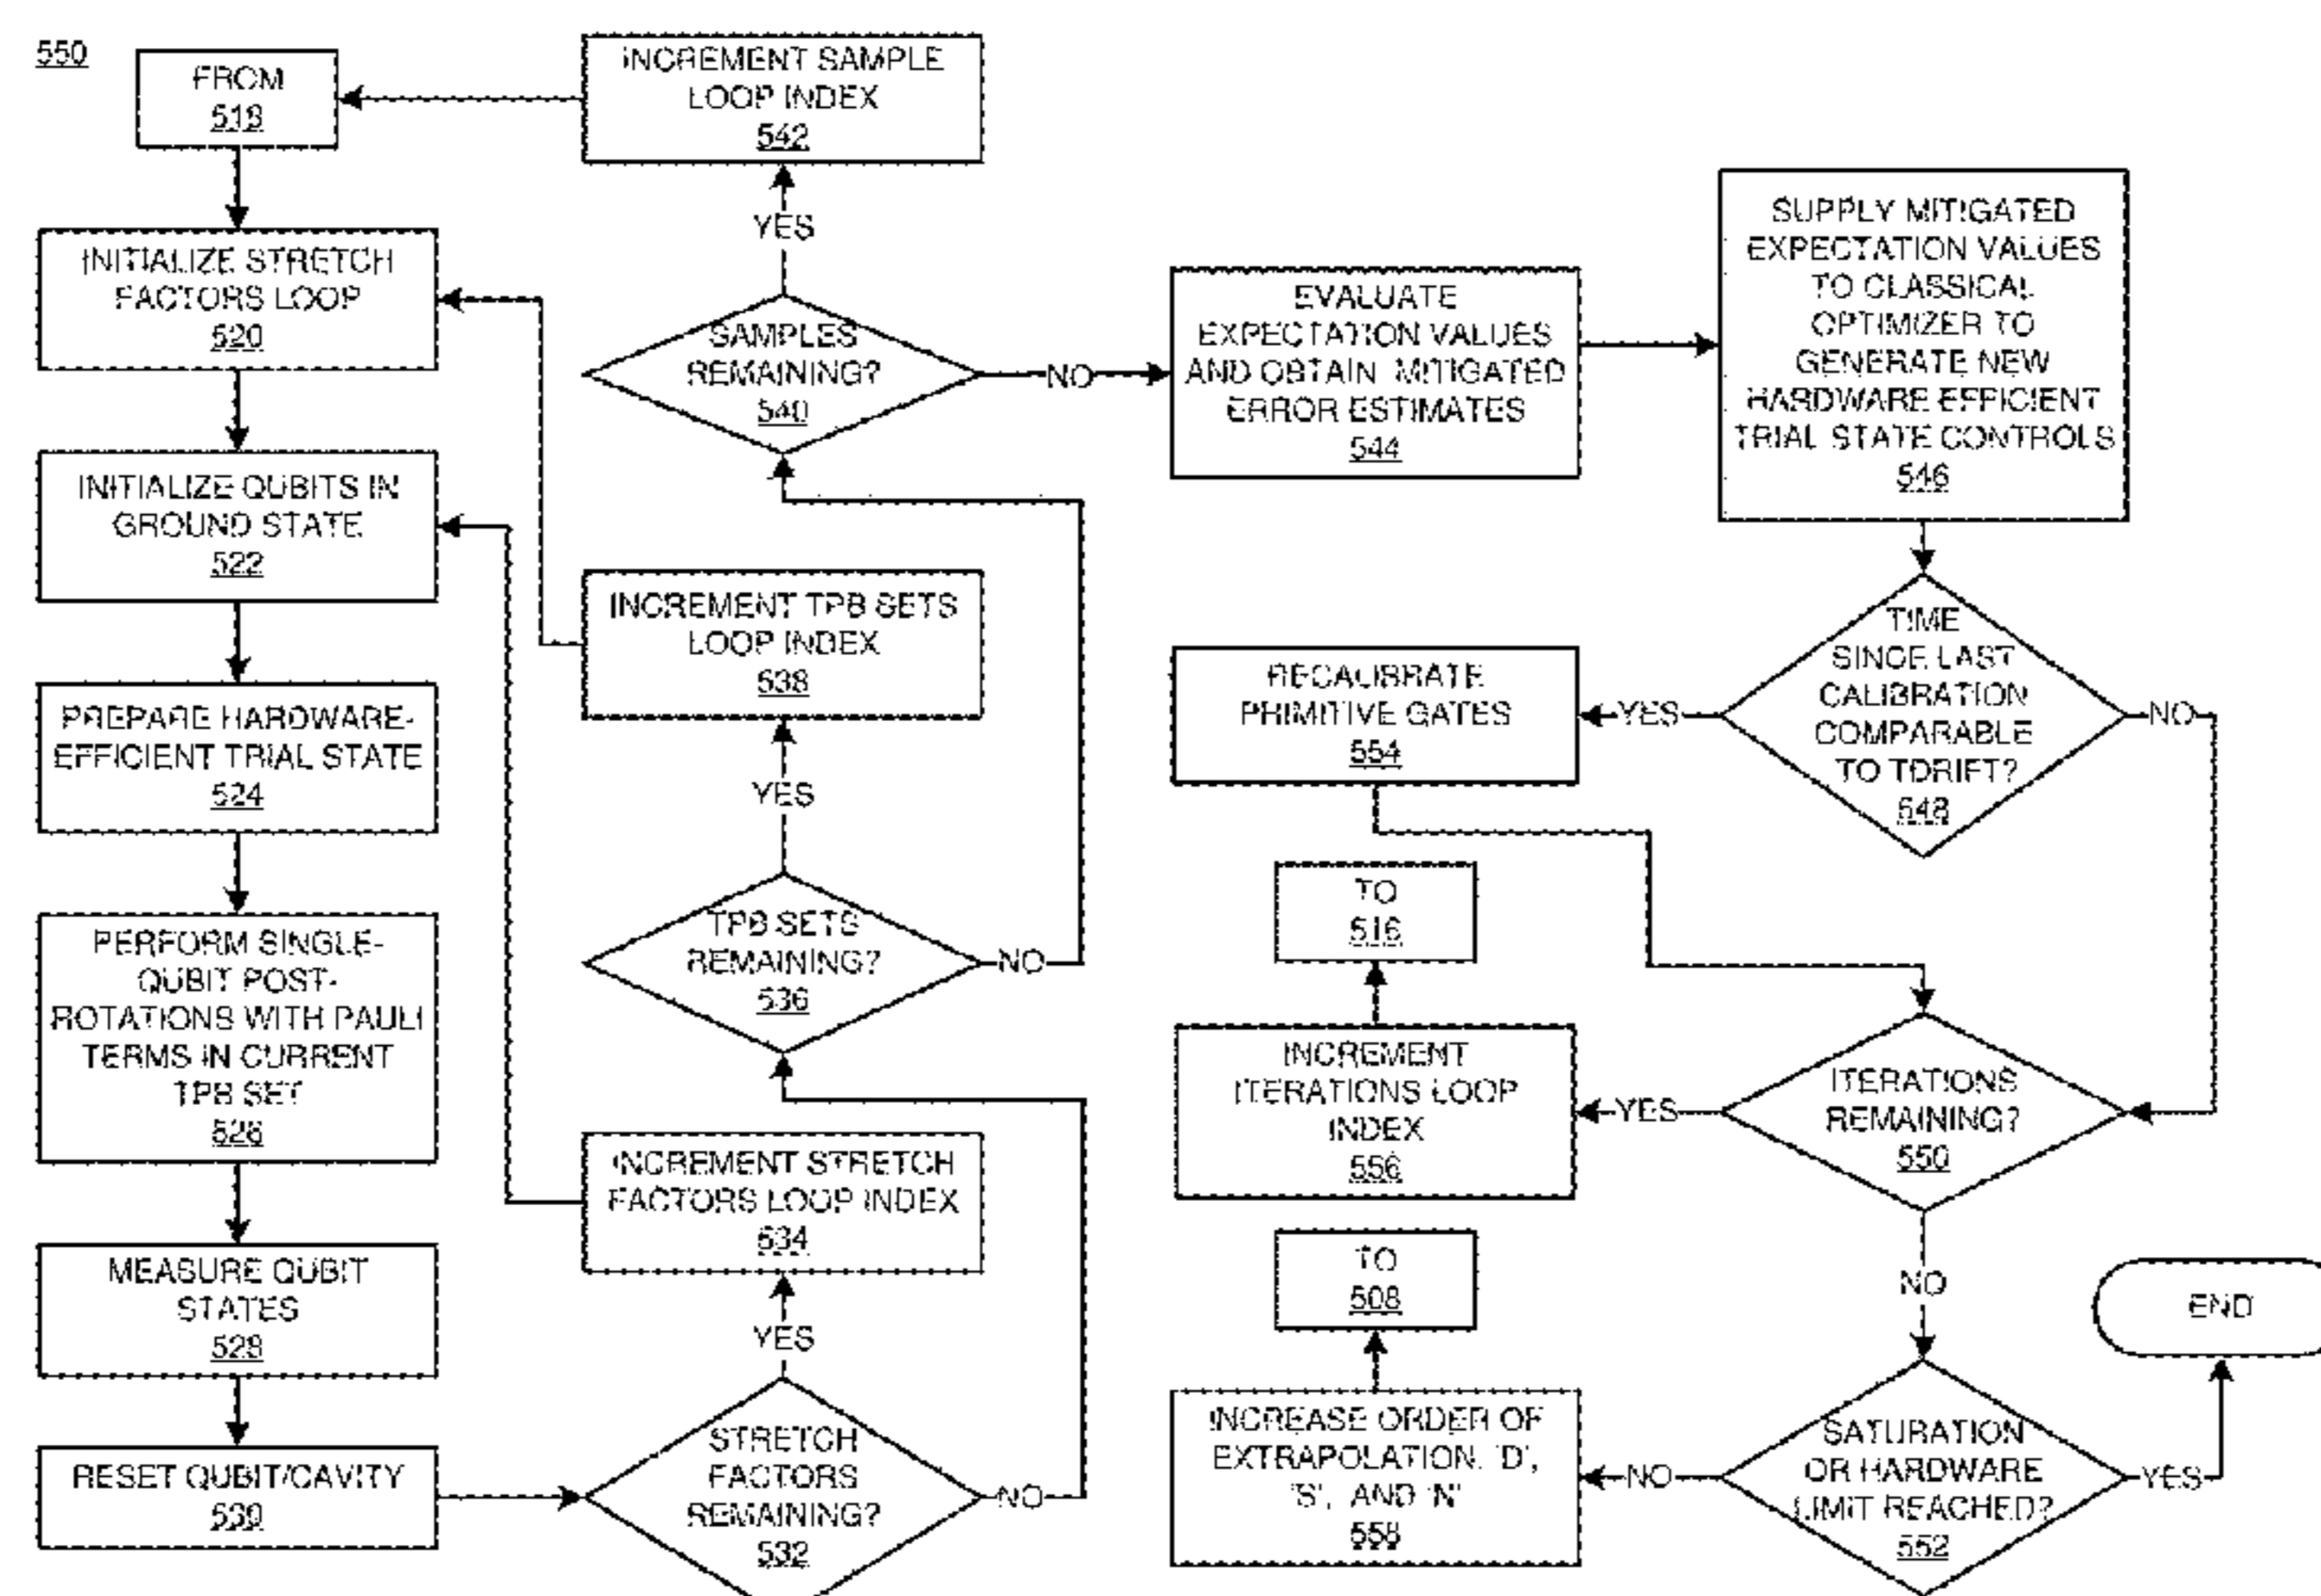 550
FROM
518
INITIALIZE STRETCH
FACTORS LOOP
520
INITIALIZE QUBITS IN
GROUND STATE
522
PREPARE HARDWARE-
EFFICIENT TRIAL STATE
524
PERFORM SINGLE-
QUBIT POST-
ROTATIONS WITH PAULI
TERMS IN CURRENT
TPB SET
526
MEASURE QUBIT
STATES
528
RESET QUBIT/CAVITY
530
STRETCH
FACTORS
REMAINING?
532
YES
NO
INCREMENT STRETCH
FACTORS LOOP INDEX
534
TPB SETS
REMAINING?
536
YES
NO
INCREMENT TPB SETS
LOOP INDEX
538
SAMPLES
REMAINING?
540
YES
NO
INCREMENT SAMPLE
LOOP INDEX
542
EVALUATE
EXPECTATION VALUES
AND OBTAIN MITIGATED
ERROR ESTIMATES
544
SUPPLY MITIGATED
EXPECTATION VALUES
TO CLASSICAL
OPTIMIZER TO
GENERATE NEW
HARDWARE EFFICIENT
TRIAL STATE CONTROLS
546
TIME
SINCE LAST
CALIBRATION
COMPARABLE
TO TDRIFT?
548
YES
NO
RECALIBRATE
PRIMITIVE GATES
554
ITERATIONS
REMAINING?
550
YES
NO
INCREMENT
ITERATIONS LOOP
INDEX
556
TO
516
SATURATION
OR HARDWARE
LIMIT REACHED?
552
NO
YES
INCREASE ORDER OF
EXTRAPOLATION, 'D',
'S', AND 'N'
558
TO
508
END